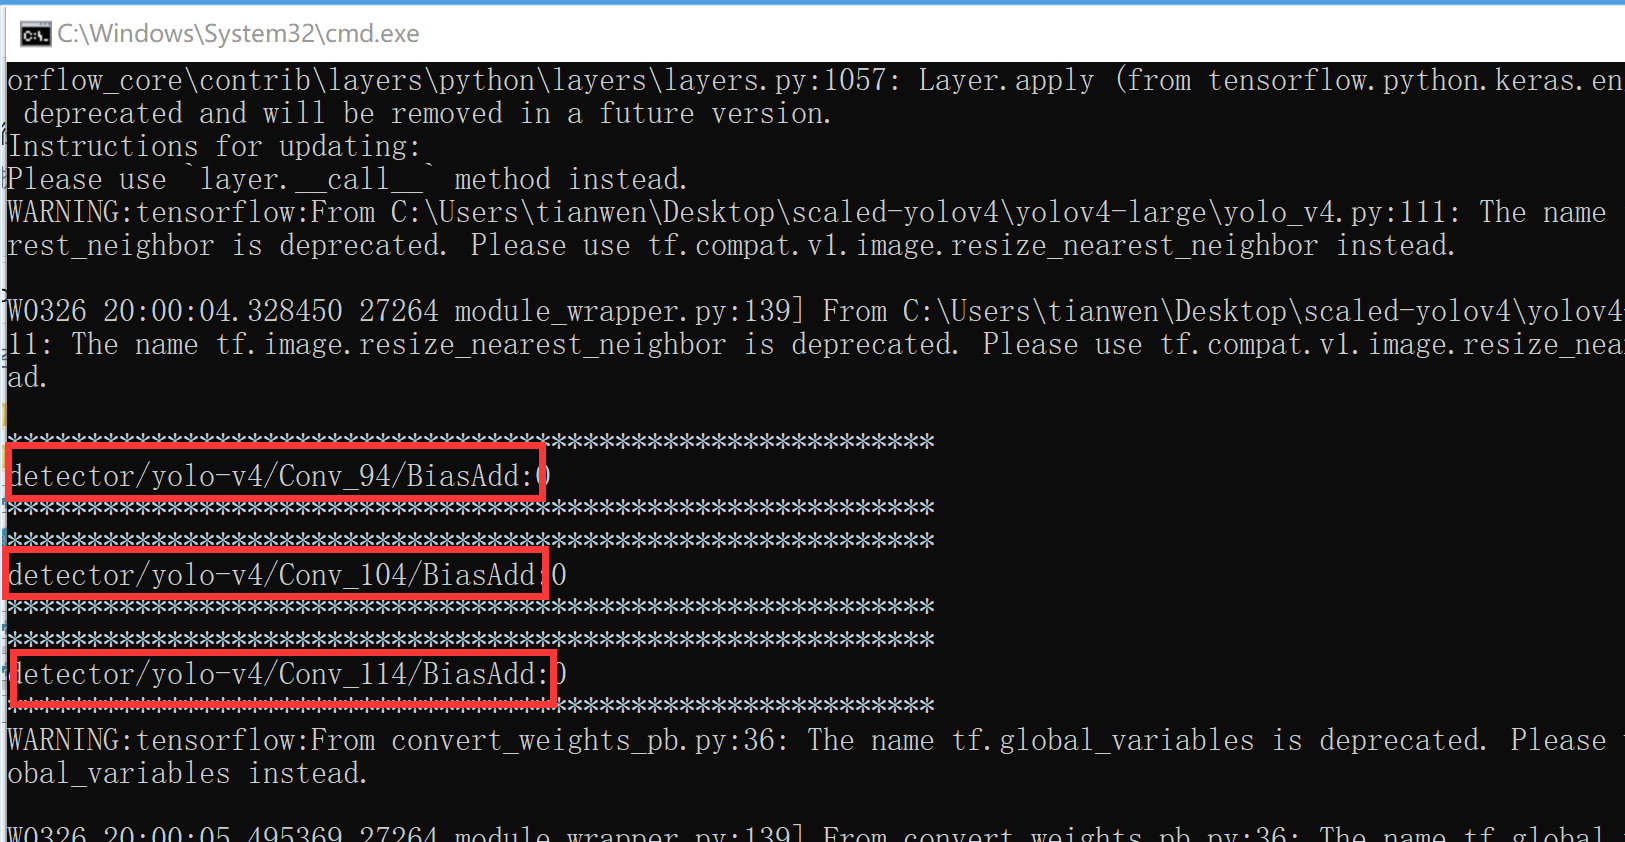 C:\Windows\System32\cmd.exe
orflow_core\contrib\layers\python\layers\layers.py:1057: Layer.apply (from tensorflow.python.keras.en
deprecated and will be removed in a future version.
Instructions for updating:
Please use `layer.__call__` method instead.
WARNING:tensorflow:From C:\Users\tianwen\Desktop\scaled-yolov4\yolov4-large\yolo_v4.py:111: The name
rest_neighbor is deprecated. Please use tf.compat.v1.image.resize_nearest_neighbor instead.
W0326 20:00:04.328450 27264 module_wrapper.py:139] From C:\Users\tianwen\Desktop\scaled-yolov4\yolov4-
11: The name tf.image.resize_nearest_neighbor is deprecated. Please use tf.compat.v1.image.resize_nea
ad.
**********************************************************
detector/yolo-v4/Conv_94/BiasAdd:0
**********************************************************
**********************************************************
detector/yolo-v4/Conv_104/BiasAdd:0
**********************************************************
**********************************************************
detector/yolo-v4/Conv_114/BiasAdd:0
**********************************************************
WARNING:tensorflow:From convert_weights_pb.py:36: The name tf.global_variables is deprecated. Please
obal_variables instead.
W0326 20:00:05.495369 27264 module_wrapper.py:139] From convert_weights_pb.py:36: The name tf.global